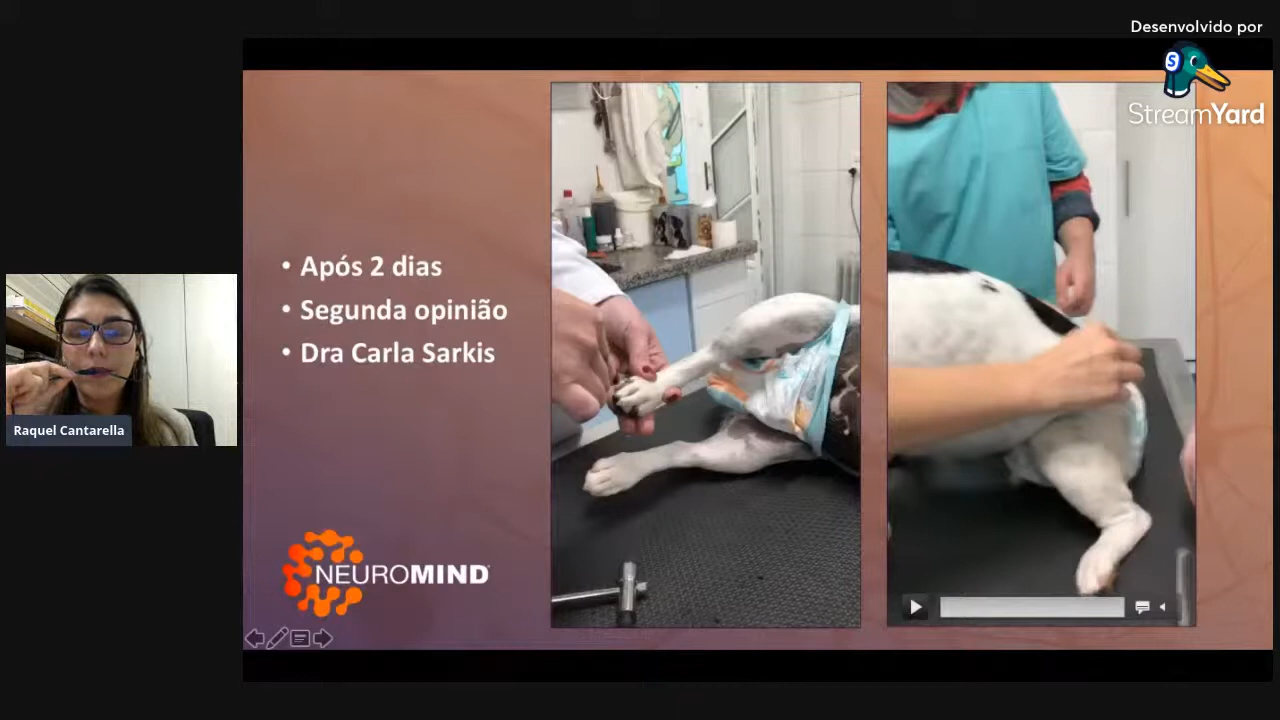 Desenvolvido por
StreamYard
• Após 2 dias
• Segunda opinião
• Dra Carla Sarkis
Raquel Cantarella
NEUROMIND